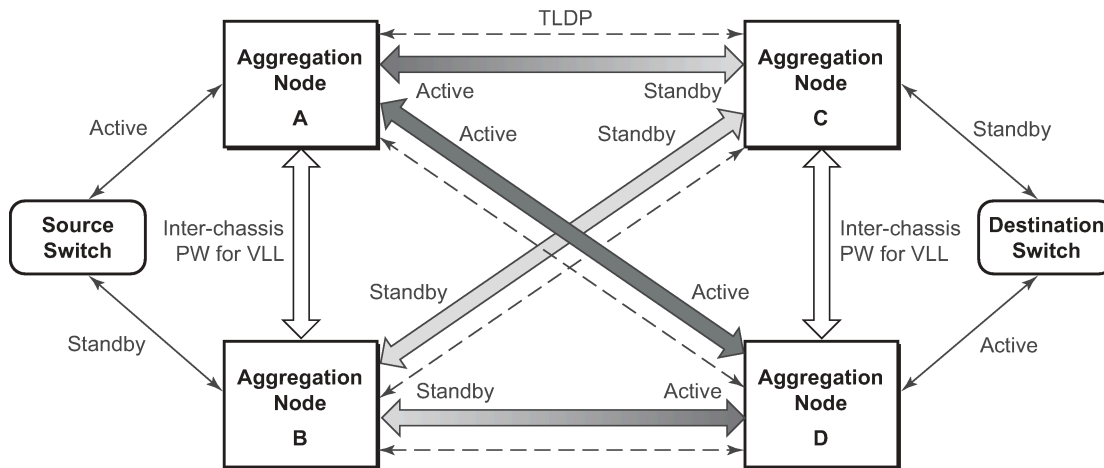 TLDP
Aggregation
Node
A
Aggregation
Node
C
Active
Standby
Active
Standby
Active
Standby
Source
Switch
Inter-chassis
PW for VLL
Inter-chassis
PW for VLL
Destination
Switch
Standby
Active
Standby
Active
Aggregation
Node
B
Standby
Active
Aggregation
Node
D